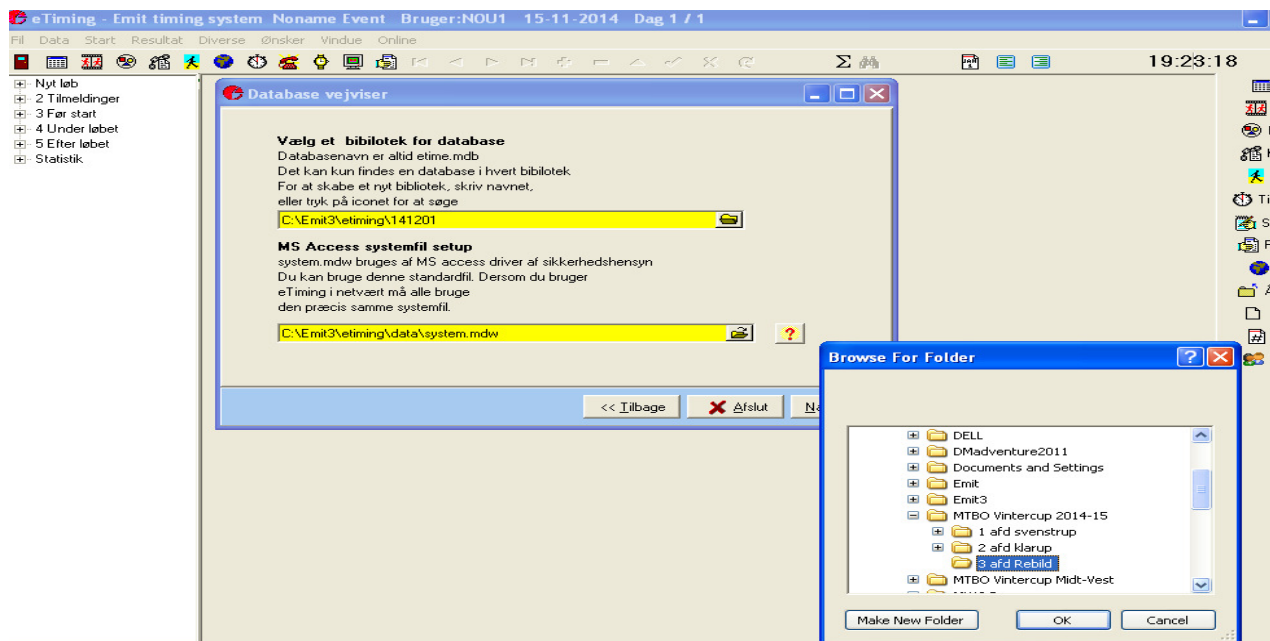 eTiming - Emit timing system Noname Event Bruger:NOU1 15-11-2014 Dag 1 / 1
Fil Data Start Resultat Diverse Ønsker Vindue Online
19:23:18
Nyt løb
2 Tilmeldinger
3 Før start
4 Under løbet
5 Efter løbet
Statistik
Database vejviser
Vælg et bibilotek for database
Databasenavn er altid etime.mdb
Det kan kun findes en database i hvert bibilotek
For at skabe et nyt bibliotek, skriv navnet,
eller tryk på iconet for at søge
C:\Emit3\etiming\141201
MS Access systemfil setup
system.mdw bruges af MS access driver af sikkerhedshensyn
Du kan bruge denne standardfil. Dersom du bruger
eTiming i netvært må alle bruge
den præcis samme systemfil.
C:\Emit3\etiming\data\system.mdw
?
<< Tilbage Afslut
Browse For Folder
DELL
DMadventure2011
Documents and Settings
Emit
Emit3
MTBO Vintercup 2014-15
1 afd svenstrup
2 afd klarup
3 afd Rebild
MTBO Vintercup Midt-Vest
Make New Folder OK Cancel